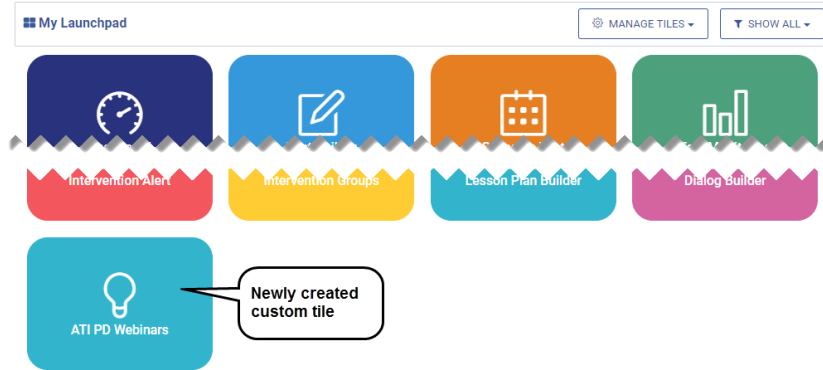 My Launchpad
MANAGE TILES
SHOW ALL
Intervention Alert
Intervention Groups
Lesson Plan Builder
Dialog Builder
ATI PD Webinars
Newly created
custom tile